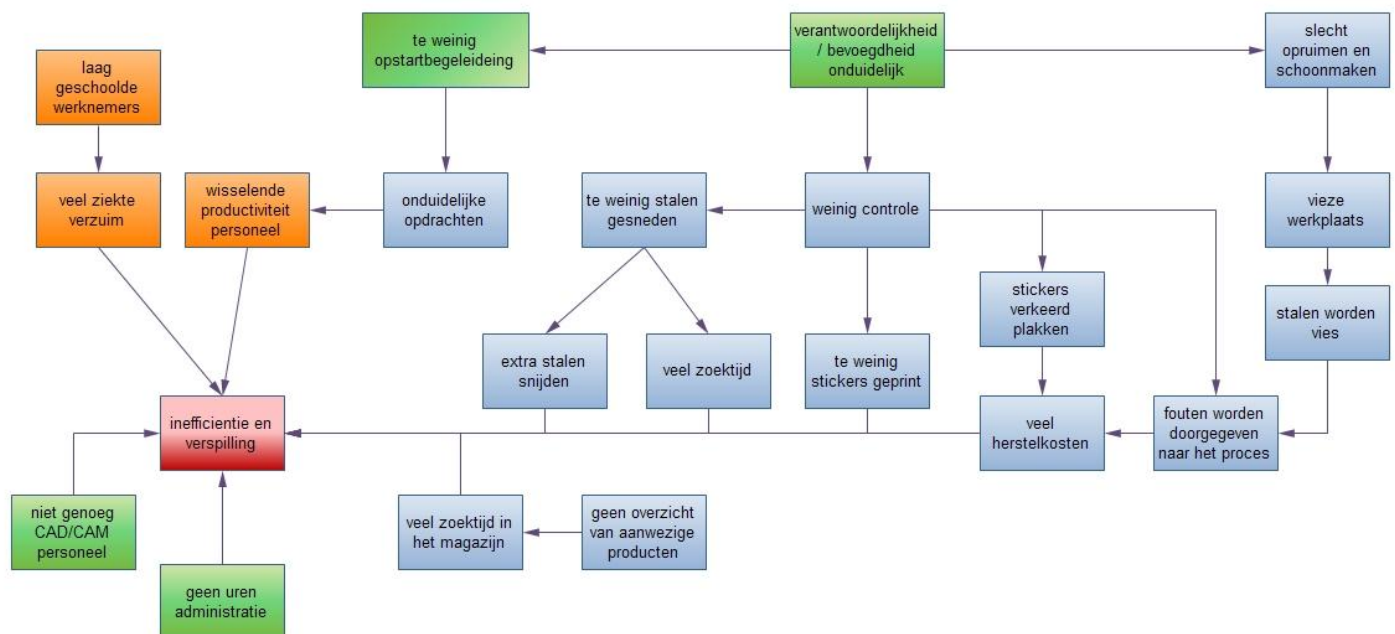 te weinig
opstartbegeleideing
verantwoordelijkheid
/ bevoegdheid
onduidelijk
slecht
opruimen en
schoonmaken
laag
geschoolde
werknemers
veel ziekte
verzuim
wisselende
productiviteit
personeel
onduidelijke
opdrachten
te weinig stalen
gesneden
weinig controle
vieze
werkplaats
stickers
verkeerd
plakken
stalen worden
vies
extra stalen
snijden
veel zoektijd
te weinig
stickers geprint
inefficientie en
verspilling
veel
herstelkosten
fouten worden
doorgegeven
naar het proces
niet genoeg
CAD/CAM
personeel
veel zoektijd in
het magazijn
geen overzicht
van aanwezige
producten
geen uren
administratie